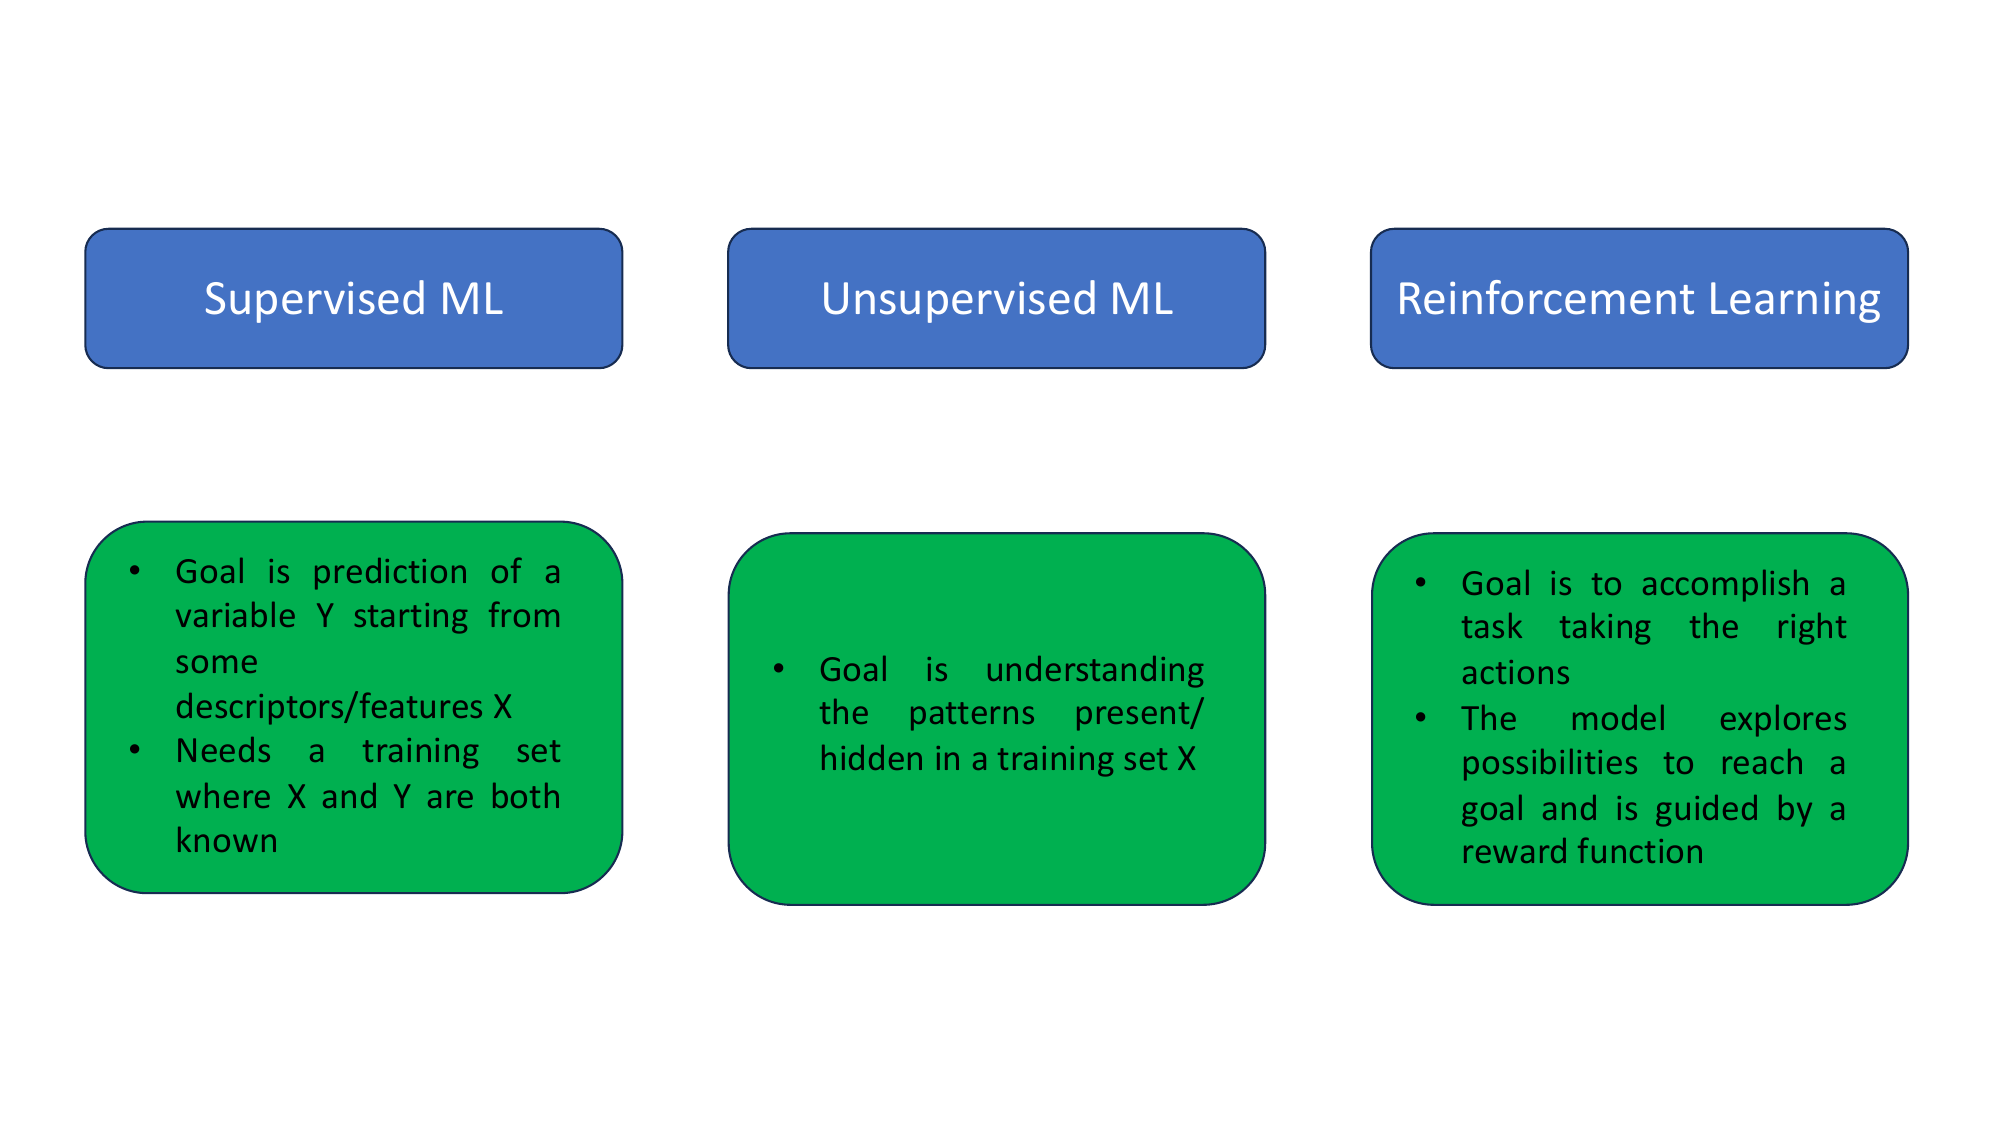 Supervised ML
Unsupervised ML
Reinforcement Learning
• Goal is prediction of a
variable Y starting from
some
descriptors/features X
• Needs a training set
where X and Y are both
known
• Goal is understanding
the patterns present/
hidden in a training set X
• Goal is to accomplish a
task taking the right
actions
• The model explores
possibilities to reach a
goal and is guided by a
reward function